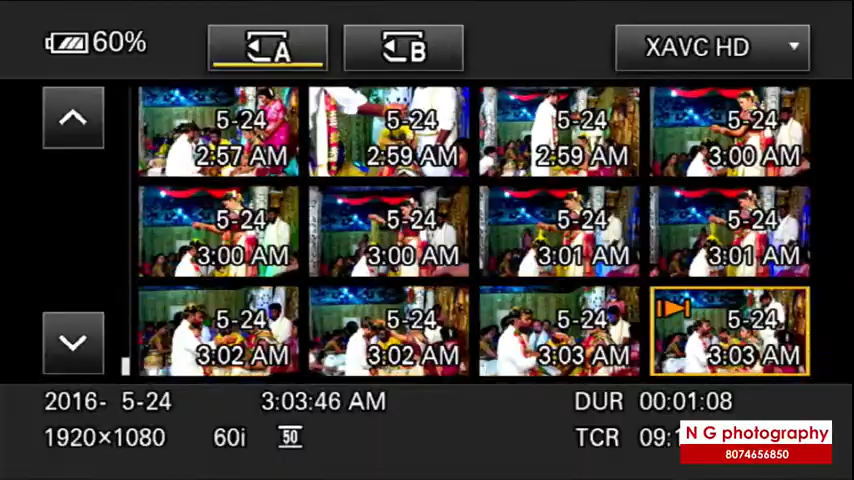 60% A B XAVC HD
5-24 5-24 5-24 5-24
2:57 AM 2:59 AM 2:59 AM 3:00 AM
5-24 5-24 5-24 5-24
3:00 AM 3:00 AM 3:01 AM 3:01 AM
5-24 5-24 5-24 5-24
3:02 AM 3:02 AM 3:03 AM 3:03 AM
2016- 5-24 3:03:46 AM DUR 00:01:08
1920×1080 60i 50 TCR 09:
N G photography
8074656850